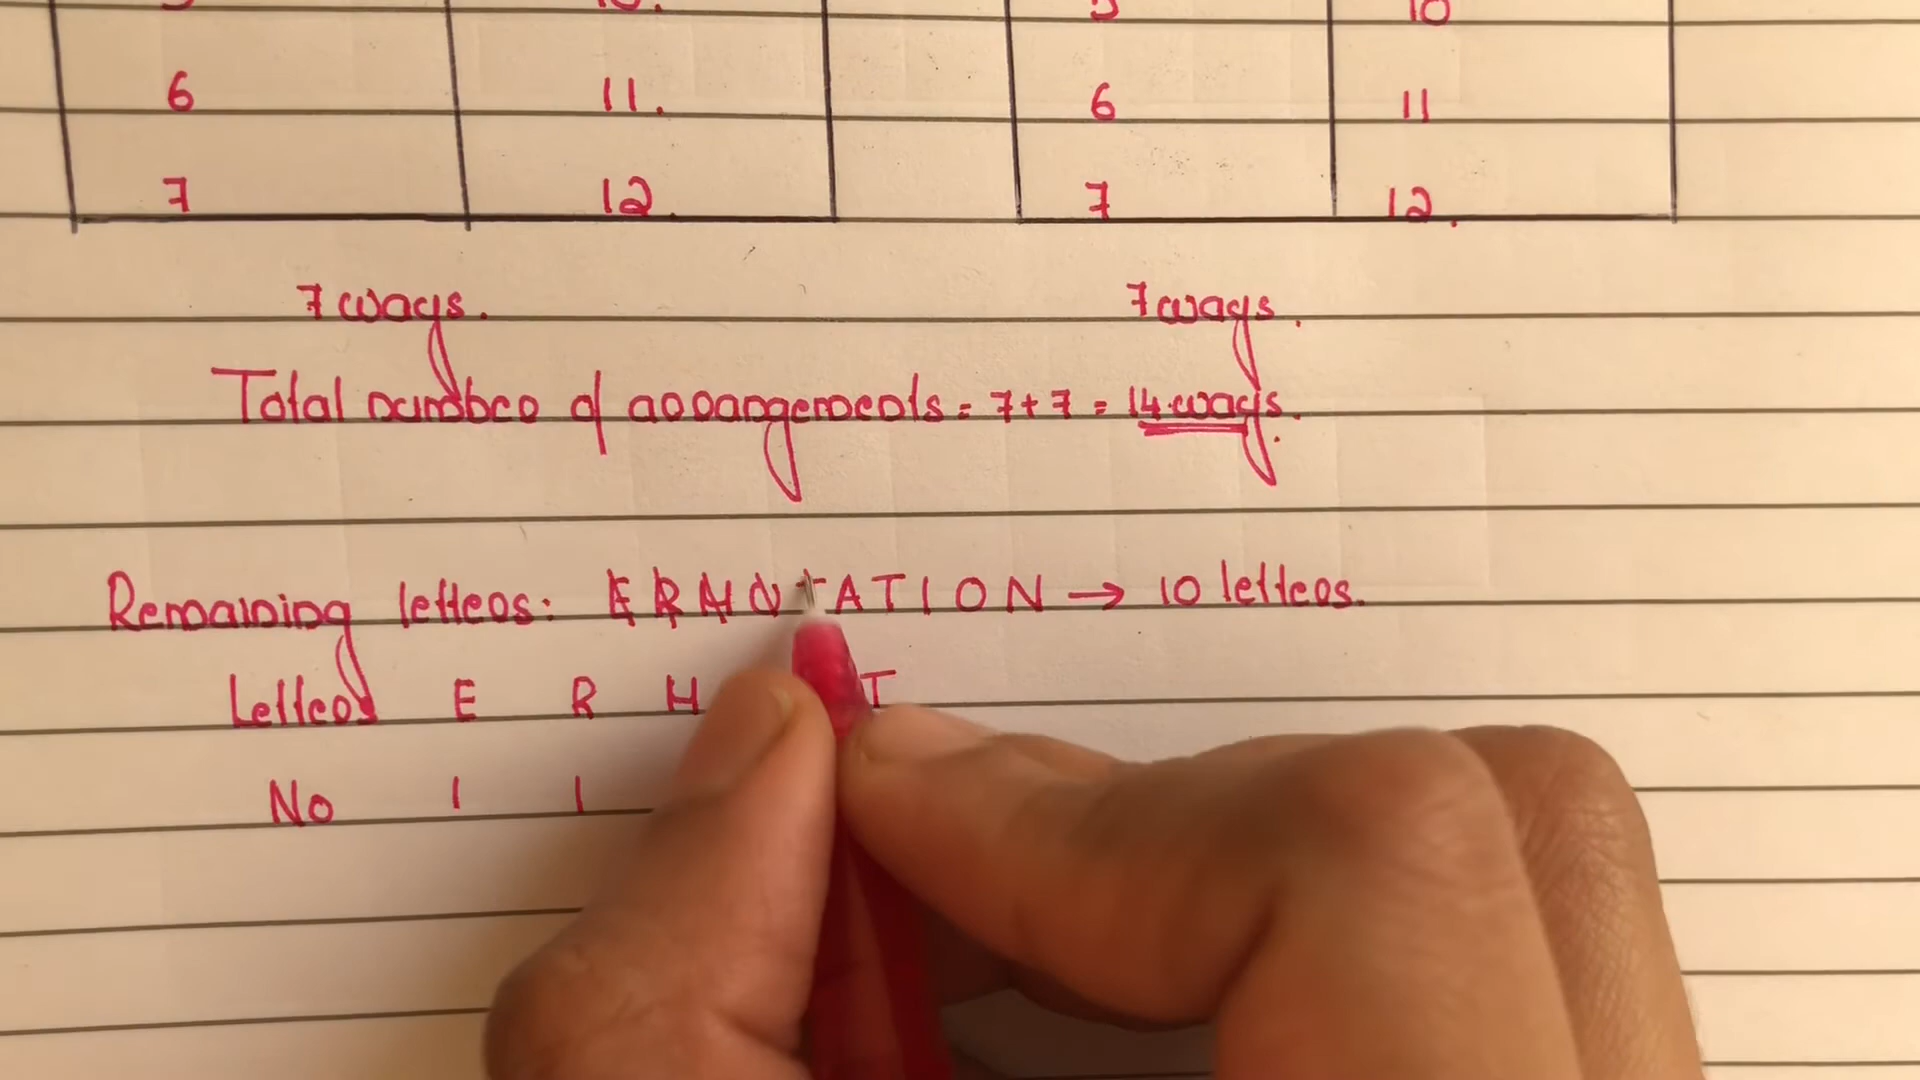 6 11. 6 11
7 12. 7 12.
7 ways. 7 ways.
Total number of arrangements = 7 + 7 = 14 ways.
Remaining letters: E R M U T A T I O N → 10 letters.
Letters E R M T
No 1 1